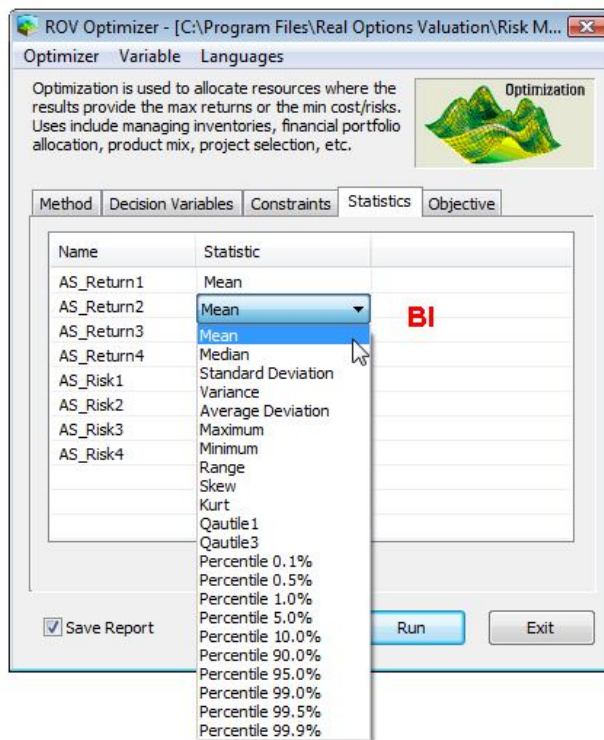 ROV Optimizer - [C:\Program Files\Real Options Valuation\Risk M...
Optimizer Variable Languages
Optimization is used to allocate resources where the
results provide the max returns or the min cost/risks.
Uses include managing inventories, financial portfolio
allocation, product mix, project selection, etc.
Optimization
Method Decision Variables Constraints Statistics Objective
Name Statistic
AS_Return1 Mean
AS_Return2 Mean
BI
AS_Return3 Mean
AS_Return4 Median
AS_Risk1 Standard Deviation
Variance
AS_Risk2 Average Deviation
AS_Risk3 Maximum
AS_Risk4 Minimum
Range
Skew
Kurt
Qautile1
Qautile3
Percentile 0.1%
Percentile 0.5%
Percentile 1.0%
Percentile 5.0%
Save Report Percentile 10.0% Run Exit
Percentile 90.0%
Percentile 95.0%
Percentile 99.0%
Percentile 99.5%
Percentile 99.9%